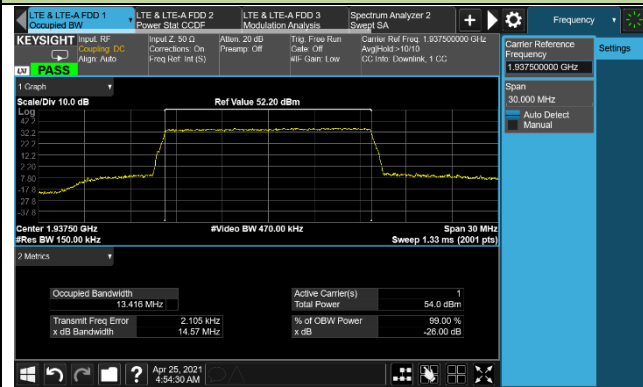 LTE & LTE-A FDD 1
Occupied BW
LTE & LTE-A FDD 2
Power Stat CCDF
LTE & LTE-A FDD 3
Modulation Analysis
Spectrum Analyzer 2
Swept SA
Frequency
KEYSIGHT
Input: RF
Coupling: DC
Align: Auto
Input Z: 50 Ω
Corrections: On
Freq Ref: Int (S)
Atten: 20 dB
Preamp: Off
Trig: Free Run
Gate: Off
#IF Gain: Low
Carrier Ref Freq: 1.937500000 GHz
Avg|Hold:>10/10
CC Info: Downlink, 1 CC
LXI
PASS
Carrier Reference
Frequency
1.937500000 GHz
Settings
Span
30.000 MHz
Auto Detect
Manual
1 Graph
Scale/Div 10.0 dB
Ref Value 52.20 dBm
Log
42.2
32.2
22.2
12.2
2.20
-7.80
-17.8
-27.8
-37.8
Center 1.93750 GHz
#Video BW 470.00 kHz
Span 30 MHz
#Res BW 150.00 kHz
Sweep 1.33 ms (2001 pts)
2 Metrics
Occupied Bandwidth
13.416 MHz
Active Carrier(s) 1
Total Power 54.0 dBm
Transmit Freq Error 2.105 kHz
x dB Bandwidth 14.57 MHz
% of OBW Power 99.00 %
x dB -26.00 dB
?
Apr 25, 2021
4:54:30 AM